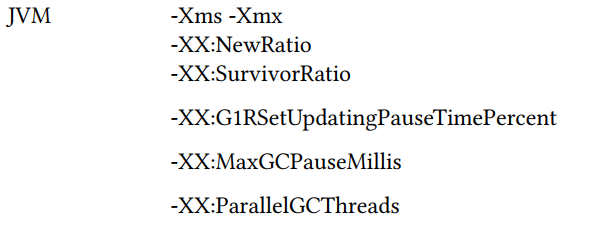 JVM -Xms -Xmx
-XX:NewRatio
-XX:SurvivorRatio
-XX:G1RSetUpdatingPauseTimePercent
-XX:MaxGCPauseMillis
-XX:ParallelGCThreads